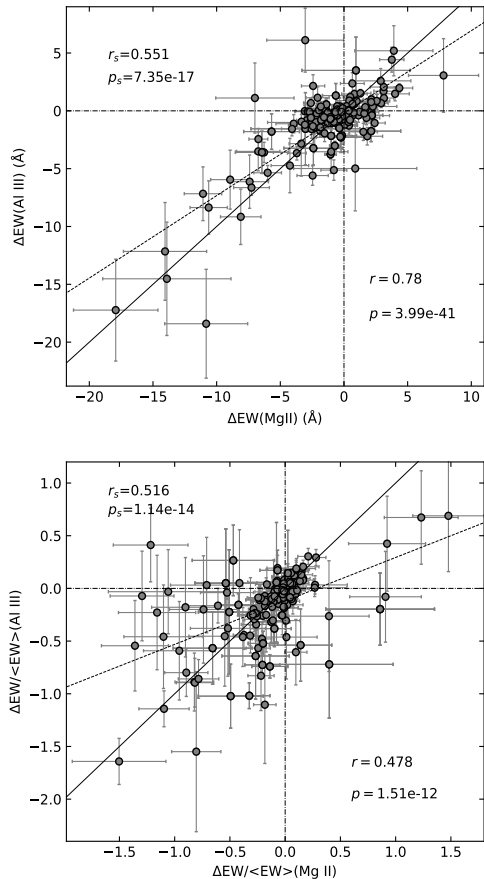 r_s=0.551
p_s=7.35e-17
r = 0.78
p = 3.99e-41
5
0
−5
−10
−15
−20
ΔEW(Al III) (Å)
−20 −15 −10 −5 0 5 10
ΔEW(MgII) (Å)
r_s=0.516
p_s=1.14e-14
r = 0.478
p = 1.51e-12
1.0
0.5
0.0
−0.5
−1.0
−1.5
−2.0
ΔEW/<EW>(Al III)
−1.5 −1.0 −0.5 0.0 0.5 1.0 1.5
ΔEW/<EW>(Mg II)